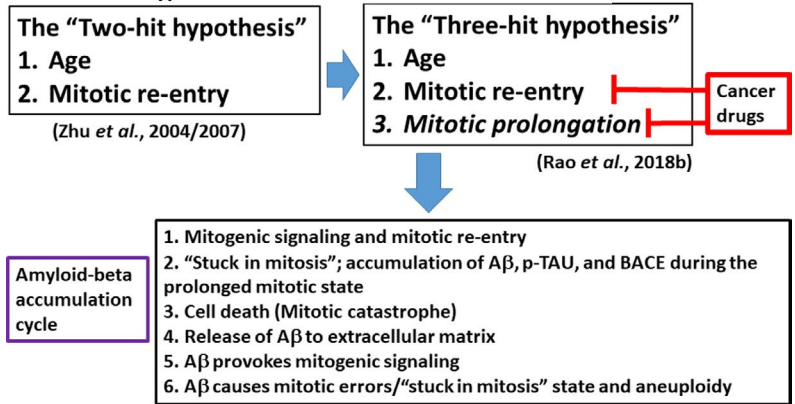 The “Two-hit hypothesis”
1. Age
2. Mitotic re-entry
(Zhu et al., 2004/2007)
The “Three-hit hypothesis”
1. Age
2. Mitotic re-entry
3. Mitotic prolongation
(Rao et al., 2018b)
Cancer
drugs
Amyloid-beta
accumulation
cycle
1. Mitogenic signaling and mitotic re-entry
2. “Stuck in mitosis”; accumulation of Aβ, p-TAU, and BACE during the
prolonged mitotic state
3. Cell death (Mitotic catastrophe)
4. Release of Aβ to extracellular matrix
5. Aβ provokes mitogenic signaling
6. Aβ causes mitotic errors/“stuck in mitosis” state and aneuploidy